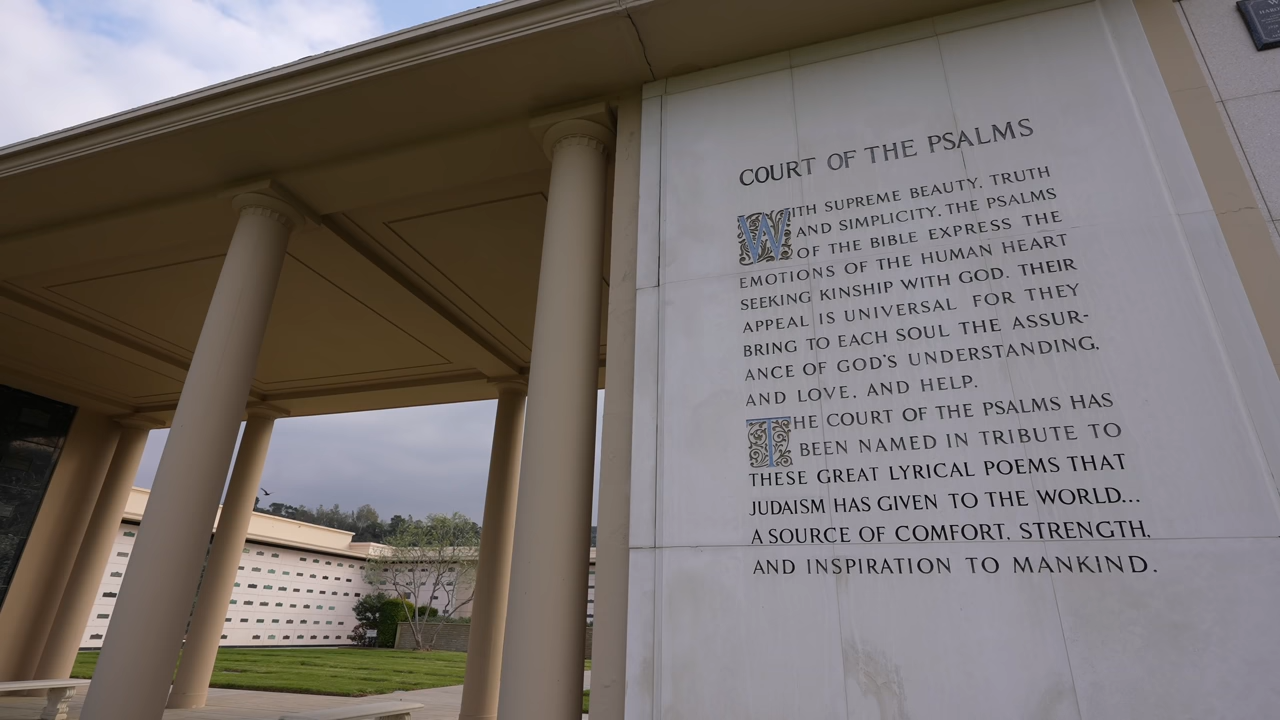 COURT OF THE PSALMS
WITH SUPREME BEAUTY, TRUTH
AND SIMPLICITY, THE PSALMS
OF THE BIBLE EXPRESS THE
EMOTIONS OF THE HUMAN HEART
SEEKING KINSHIP WITH GOD. THEIR
APPEAL IS UNIVERSAL FOR THEY
BRING TO EACH SOUL THE ASSUR-
ANCE OF GOD'S UNDERSTANDING,
AND LOVE, AND HELP.
THE COURT OF THE PSALMS HAS
BEEN NAMED IN TRIBUTE TO
THESE GREAT LYRICAL POEMS THAT
JUDAISM HAS GIVEN TO THE WORLD...
A SOURCE OF COMFORT, STRENGTH,
AND INSPIRATION TO MANKIND.